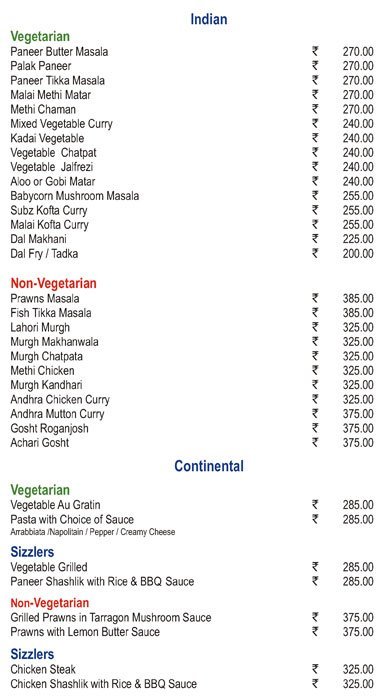 Indian
Vegetarian
Paneer Butter Masala ₹ 270.00
Palak Paneer ₹ 270.00
Paneer Tikka Masala ₹ 270.00
Malai Methi Matar ₹ 270.00
Methi Chaman ₹ 270.00
Mixed Vegetable Curry ₹ 240.00
Kadai Vegetable ₹ 240.00
Vegetable Chatpat ₹ 240.00
Vegetable Jalfrezi ₹ 240.00
Aloo or Gobi Matar ₹ 240.00
Babycorn Mushroom Masala ₹ 255.00
Subz Kofta Curry ₹ 255.00
Malai Kofta Curry ₹ 255.00
Dal Makhani ₹ 225.00
Dal Fry / Tadka ₹ 200.00
Non-Vegetarian
Prawns Masala ₹ 385.00
Fish Tikka Masala ₹ 385.00
Lahori Murgh ₹ 325.00
Murgh Makhanwala ₹ 325.00
Murgh Chatpata ₹ 325.00
Methi Chicken ₹ 325.00
Murgh Kandhari ₹ 325.00
Andhra Chicken Curry ₹ 325.00
Andhra Mutton Curry ₹ 375.00
Gosht Roganjosh ₹ 375.00
Achari Gosht ₹ 375.00
Continental
Vegetarian
Vegetable Au Gratin ₹ 285.00
Pasta with Choice of Sauce ₹ 285.00
Arrabbiata /Napolitain / Pepper / Creamy Cheese
Sizzlers
Vegetable Grilled ₹ 285.00
Paneer Shashlik with Rice & BBQ Sauce ₹ 285.00
Non-Vegetarian
Grilled Prawns in Tarragon Mushroom Sauce ₹ 375.00
Prawns with Lemon Butter Sauce ₹ 375.00
Sizzlers
Chicken Steak ₹ 325.00
Chicken Shashlik with Rice & BBQ Sauce ₹ 325.00